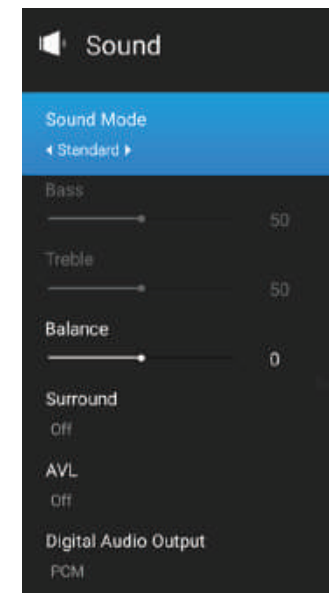 Sound
Sound Mode
Standard
Bass
50
Treble
50
Balance
0
Surround
Off
AVL
Off
Digital Audio Output
PCM